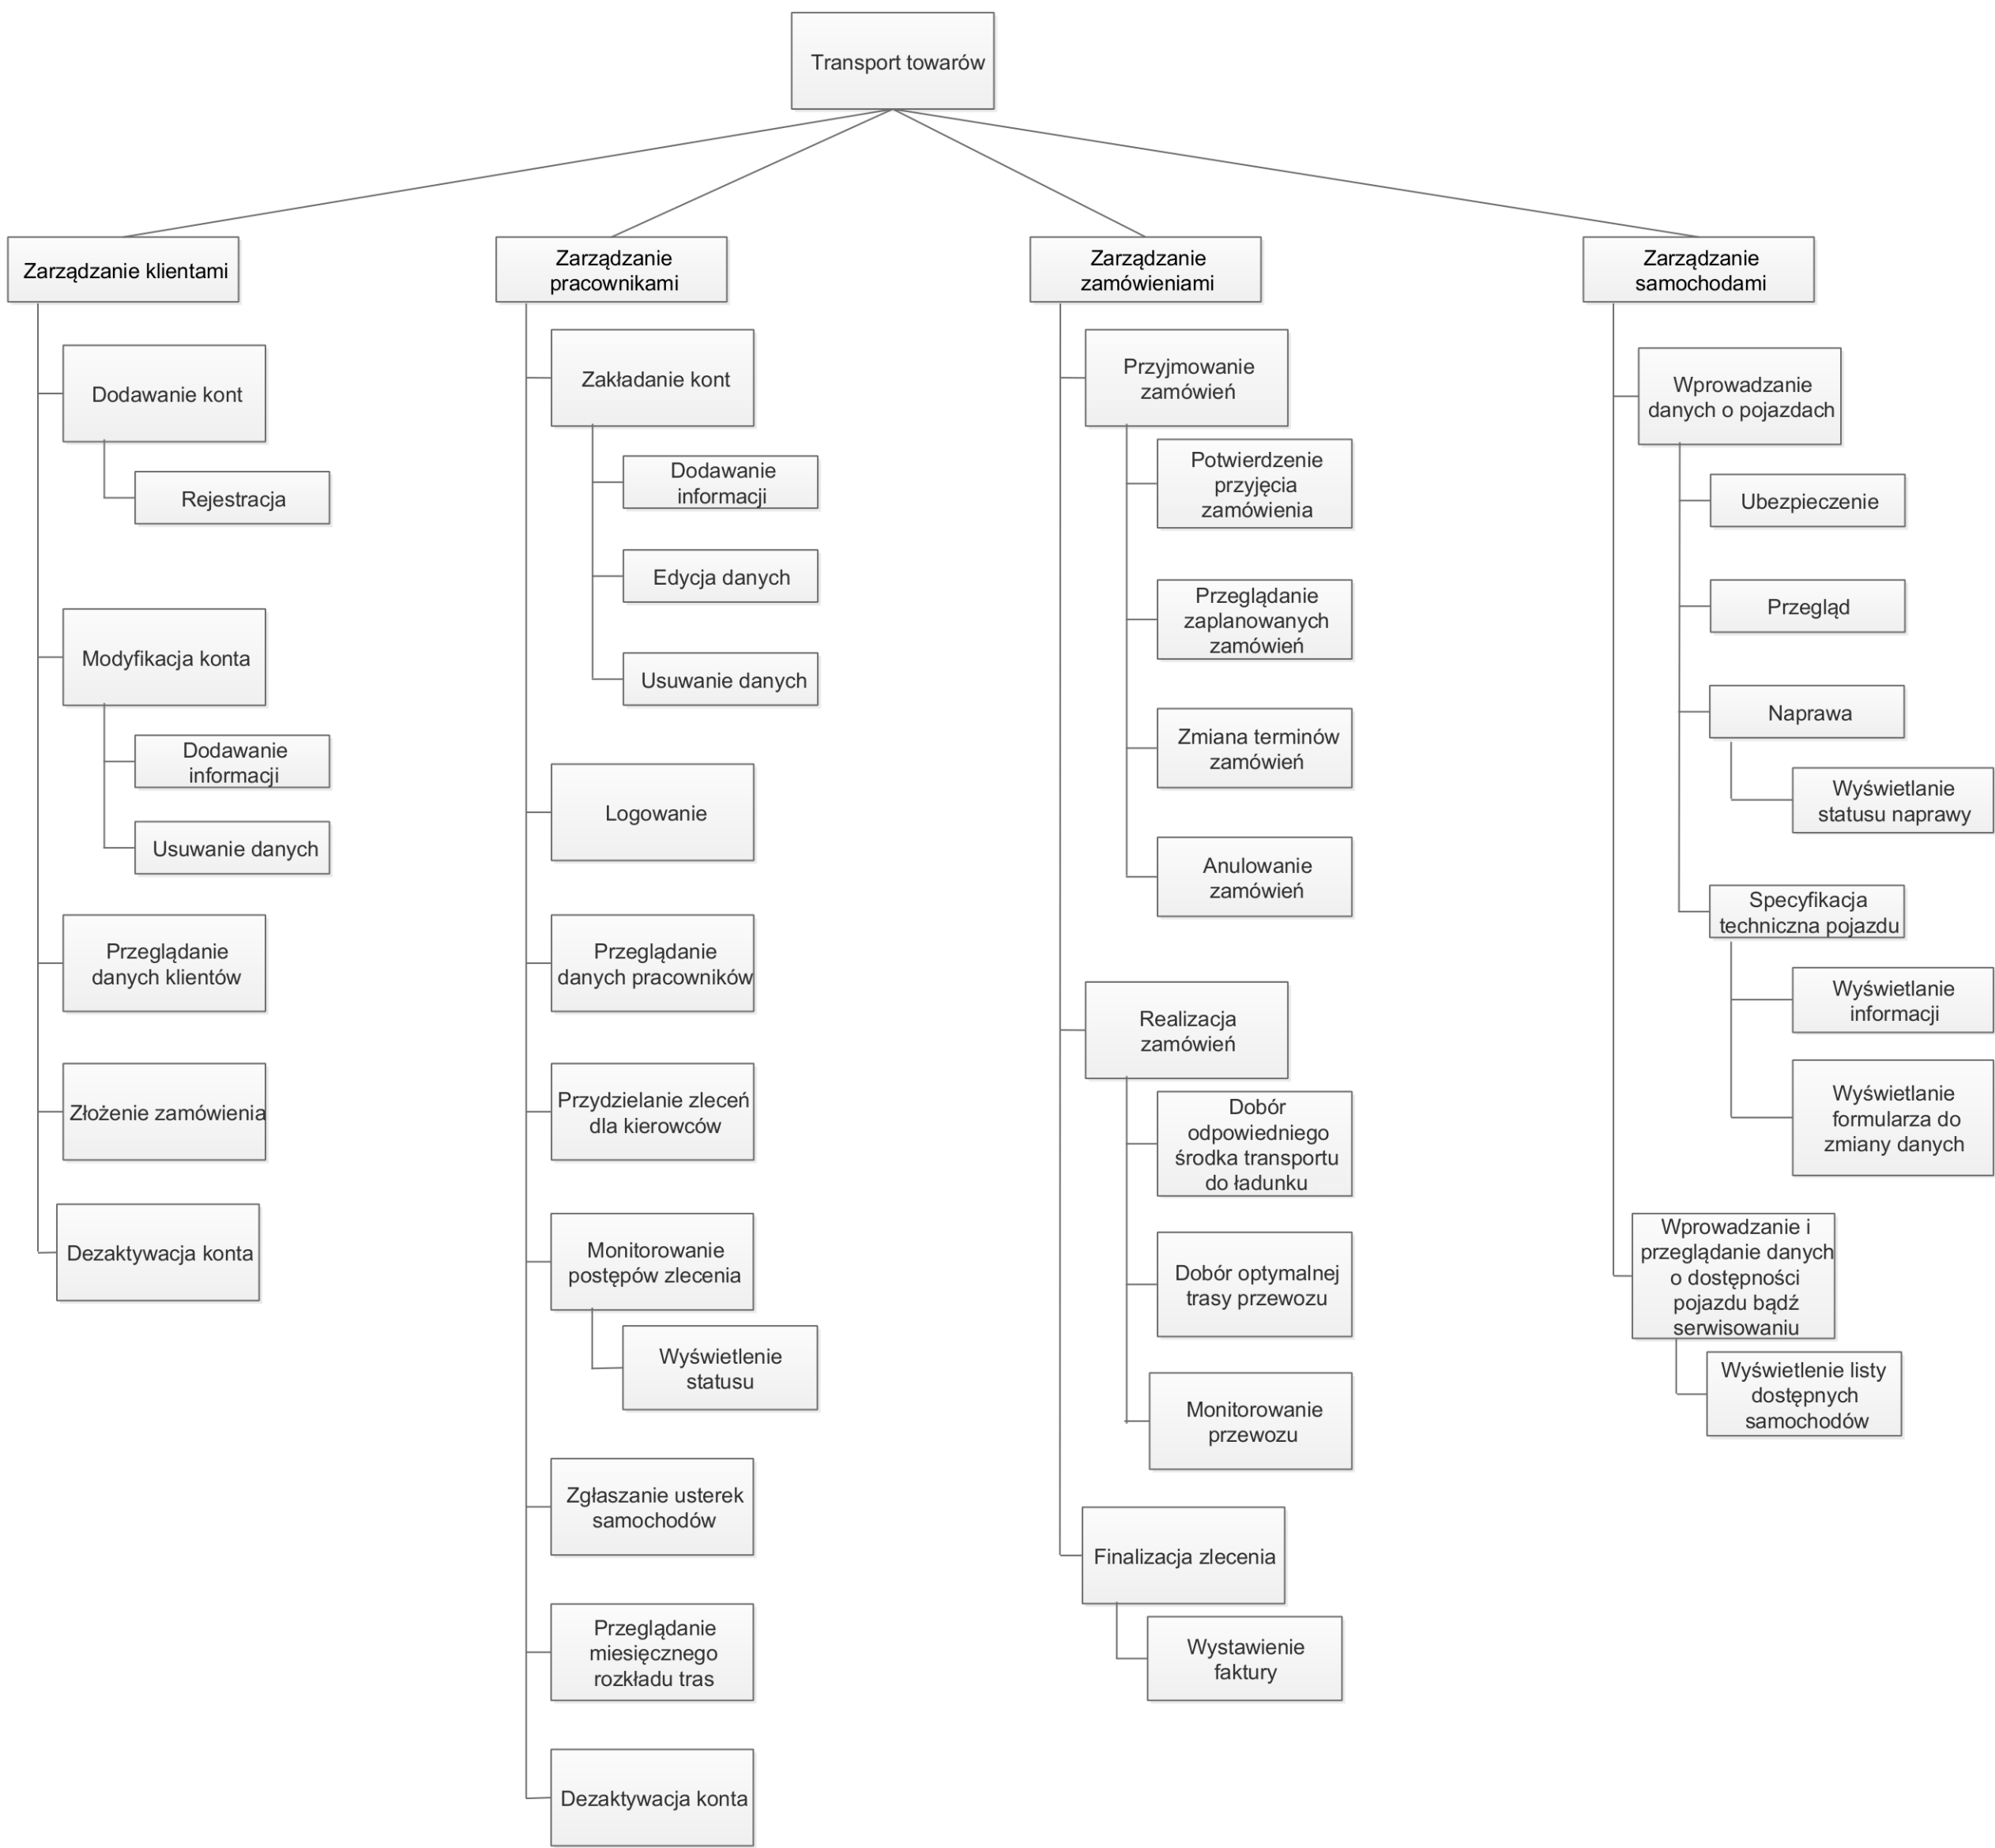 Transport towarów
Zarządzanie klientami
Dodawanie kont
Rejestracja
Modyfikacja konta
Dodawanie
informacji
Usuwanie danych
Przeglądanie
danych klientów
Złożenie zamówienia
Dezaktywacja konta
Zarządzanie
pracownikami
Zakładanie kont
Dodawanie
informacji
Edycja danych
Usuwanie danych
Logowanie
Przeglądanie
danych pracowników
Przydzielanie zleceń
dla kierowców
Monitorowanie
postępów zlecenia
Wyświetlenie
statusu
Zgłaszanie usterek
samochodów
Przeglądanie
miesięcznego
rozkładu tras
Dezaktywacja konta
Zarządzanie
zamówieniami
Przyjmowanie
zamówień
Potwierdzenie
przyjęcia
zamówienia
Przeglądanie
zaplanowanych
zamówień
Zmiana terminów
zamówień
Anulowanie
zamówień
Realizacja
zamówień
Dobór
odpowiedniego
środka transportu
do ładunku
Dobór optymalnej
trasy przewozu
Monitorowanie
przewozu
Finalizacja zlecenia
Wystawienie
faktury
Zarządzanie
samochodami
Wprowadzanie
danych o pojazdach
Ubezpieczenie
Przegląd
Naprawa
Wyświetlanie
statusu naprawy
Specyfikacja
techniczna pojazdu
Wyświetlanie
informacji
Wyświetlanie
formularza do
zmiany danych
Wprowadzanie i
przeglądanie danych
o dostępności
pojazdu bądź
serwisowaniu
Wyświetlenie listy
dostępnych
samochodów